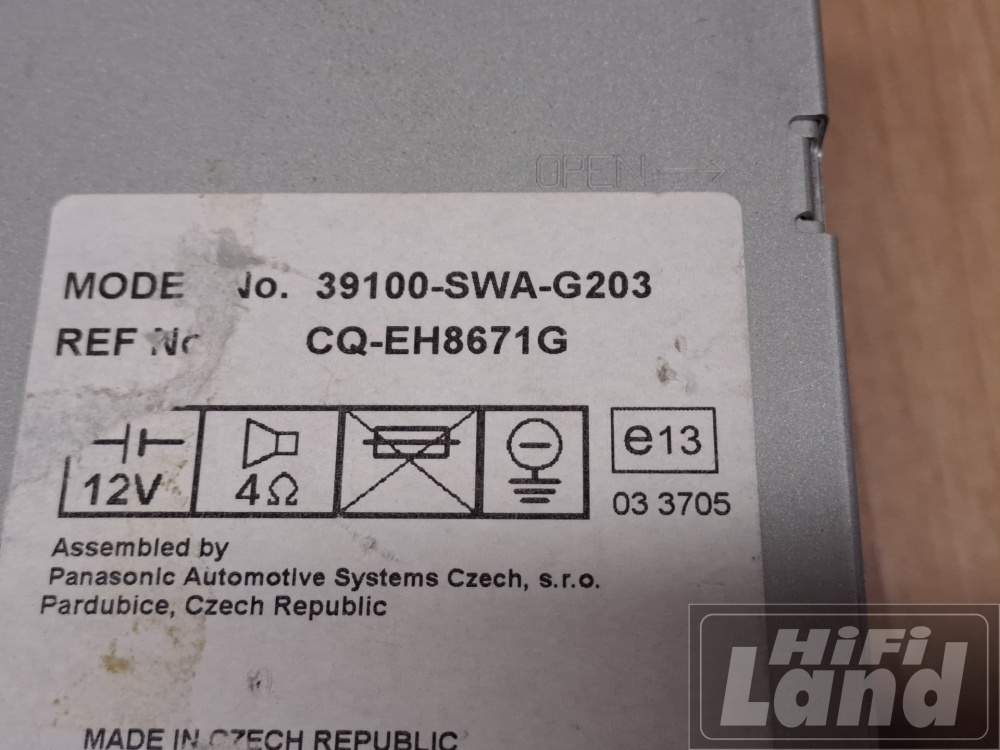 OPEN
MODE No. 39100-SWA-G203
REF No CQ-EH8671G
12V 4Ω e13
03 3705
Assembled by
Panasonic Automotive Systems Czech, s.r.o.
Pardubice, Czech Republic
HiFi
Land
MADE IN CZECH REPUBLIC